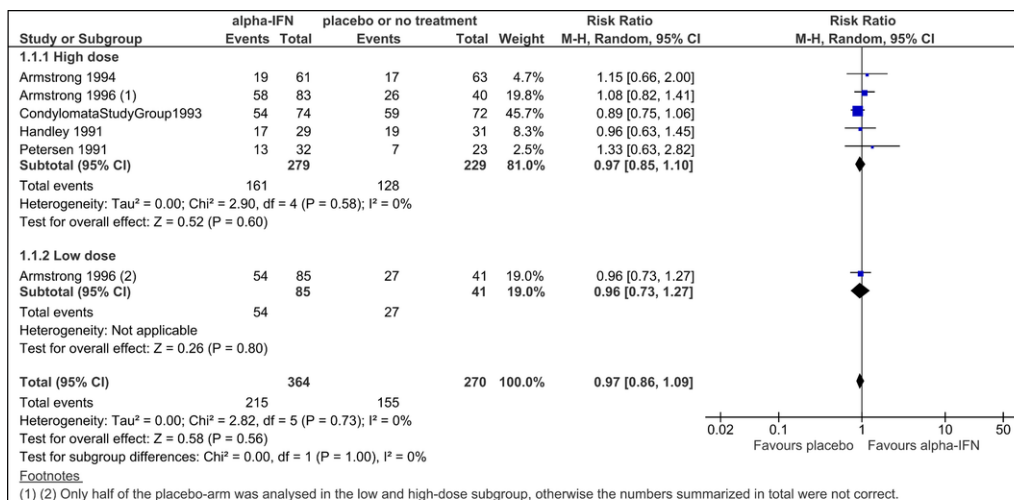 alpha-IFN placebo or no treatment Risk Ratio Risk Ratio
Study or Subgroup Events Total Events Total Weight M-H, Random, 95% CI M-H, Random, 95% CI
1.1.1 High dose
Armstrong 1994 19 61 17 63 4.7% 1.15 [0.66, 2.00]
Armstrong 1996 (1) 58 83 26 40 19.8% 1.08 [0.82, 1.41]
CondylomataStudyGroup1993 54 74 59 72 45.7% 0.89 [0.75, 1.06]
Handley 1991 17 29 19 31 8.3% 0.96 [0.63, 1.45]
Petersen 1991 13 32 7 23 2.5% 1.33 [0.63, 2.82]
Subtotal (95% CI) 279 229 81.0% 0.97 [0.85, 1.10]
Total events 161 128
Heterogeneity: Tau² = 0.00; Chi² = 2.90, df = 4 (P = 0.58); I² = 0%
Test for overall effect: Z = 0.52 (P = 0.60)
1.1.2 Low dose
Armstrong 1996 (2) 54 85 27 41 19.0% 0.96 [0.73, 1.27]
Subtotal (95% CI) 85 41 19.0% 0.96 [0.73, 1.27]
Total events 54 27
Heterogeneity: Not applicable
Test for overall effect: Z = 0.26 (P = 0.80)
Total (95% CI) 364 270 100.0% 0.97 [0.86, 1.09]
Total events 215 155
Heterogeneity: Tau² = 0.00; Chi² = 2.82, df = 5 (P = 0.73); I² = 0%
Test for overall effect: Z = 0.58 (P = 0.56)
Test for subgroup differences: Chi² = 0.00, df = 1 (P = 1.00), I² = 0%
0.02 0.1 1 10 50
Favours placebo Favours alpha-IFN
Footnotes
(1) (2) Only half of the placebo-arm was analysed in the low and high-dose subgroup, otherwise the numbers summarized in total were not correct.